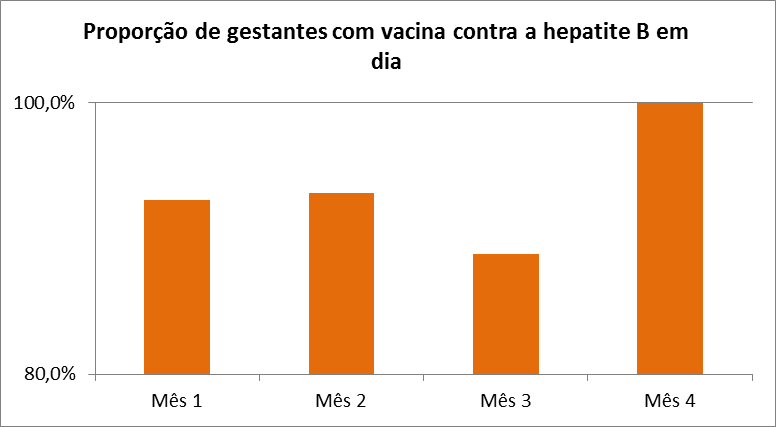 Proporção de gestantes com vacina contra a hepatite B em
dia
100,0%
80,0%
Mês 1 Mês 2 Mês 3 Mês 4